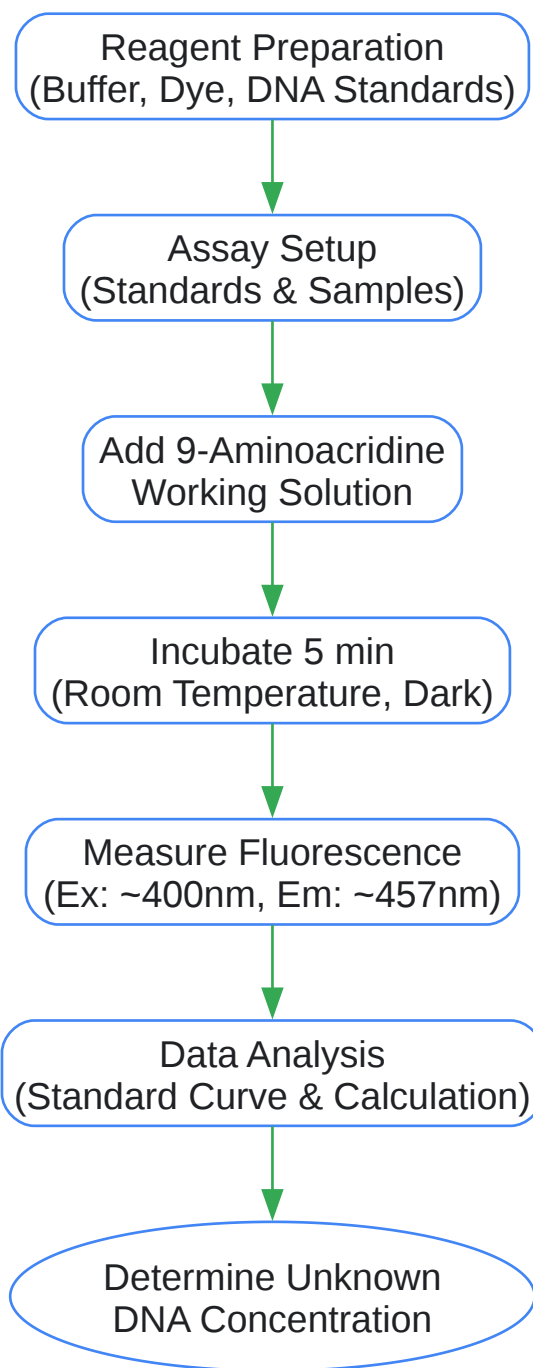 Reagent Preparation
(Buffer, Dye, DNA Standards)
Assay Setup
(Standards & Samples)
Add 9-Aminoacridine
Working Solution
Incubate 5 min
(Room Temperature, Dark)
Measure Fluorescence
(Ex: ~400nm, Em: ~457nm)
Data Analysis
(Standard Curve & Calculation)
Determine Unknown
DNA Concentration